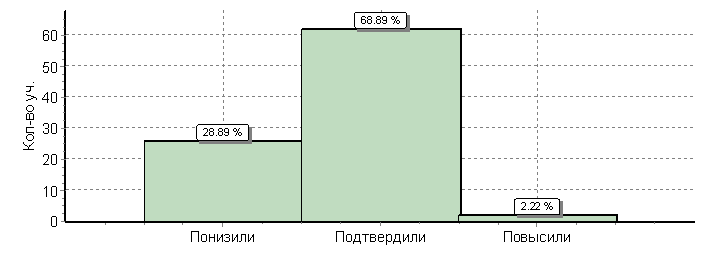 Кол-во уч.
60
50
40
30
20
10
0
28.89 %
68.89 %
2.22 %
Понизили
Подтвердили
Повысили